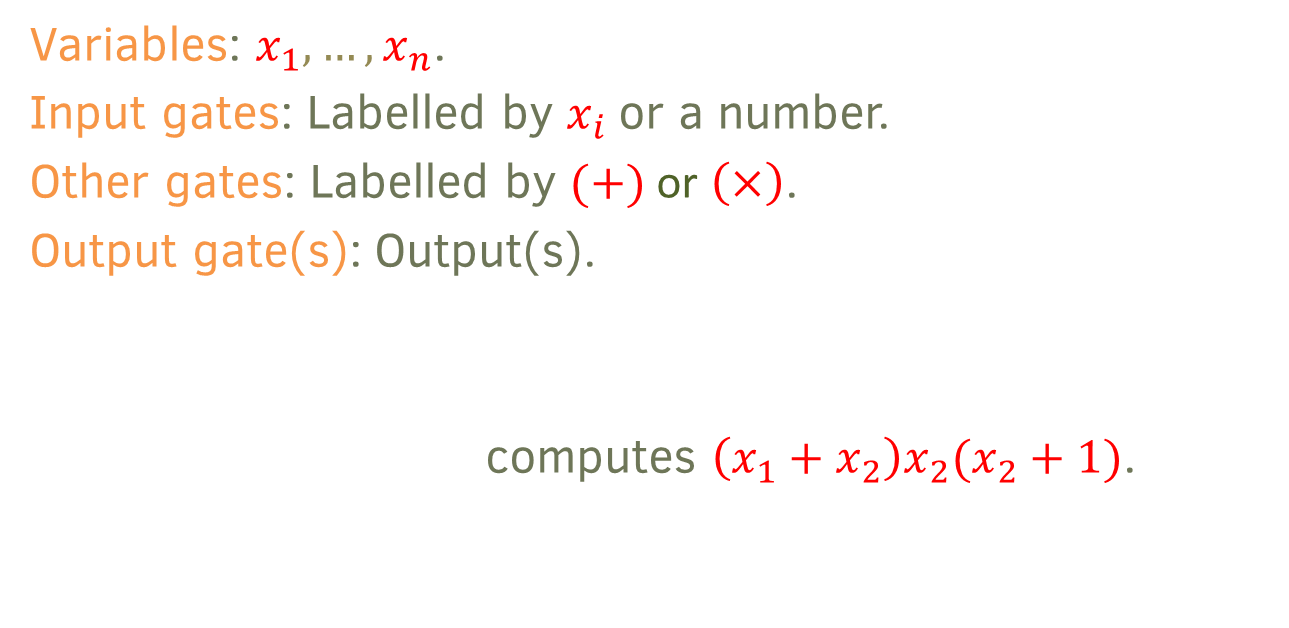 Variables: x₁, … , xₙ.
Input gates: Labelled by xᵢ or a number.
Other gates: Labelled by (+) or (×).
Output gate(s): Output(s).
computes (x₁ + x₂)x₂(x₂ + 1).